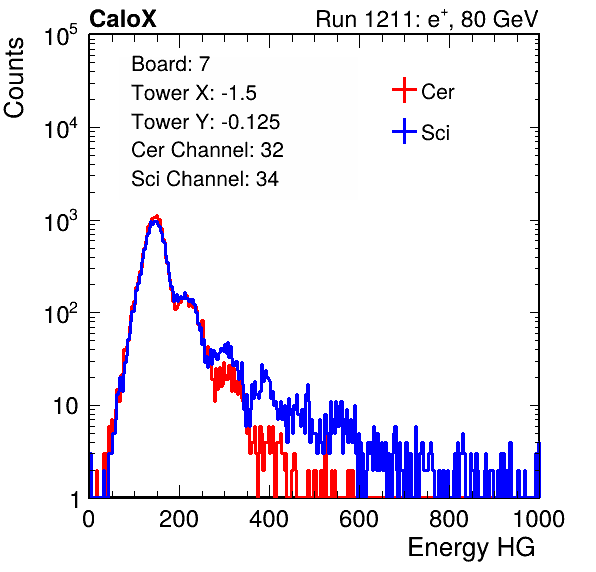 CaloX Run 1211: e⁺, 80 GeV
Counts
10⁵
10⁴
10³
10²
10
1
Board: 7
Tower X: -1.5
Tower Y: -0.125
Cer Channel: 32
Sci Channel: 34
Cer
Sci
0 200 400 600 800 1000
Energy HG